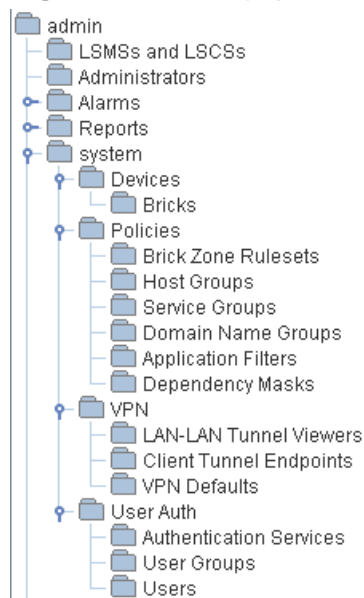 admin
LSMSs and LSCSs
Administrators
Alarms
Reports
system
Devices
Bricks
Policies
Brick Zone Rulesets
Host Groups
Service Groups
Domain Name Groups
Application Filters
Dependency Masks
VPN
LAN-LAN Tunnel Viewers
Client Tunnel Endpoints
VPN Defaults
User Auth
Authentication Services
User Groups
Users